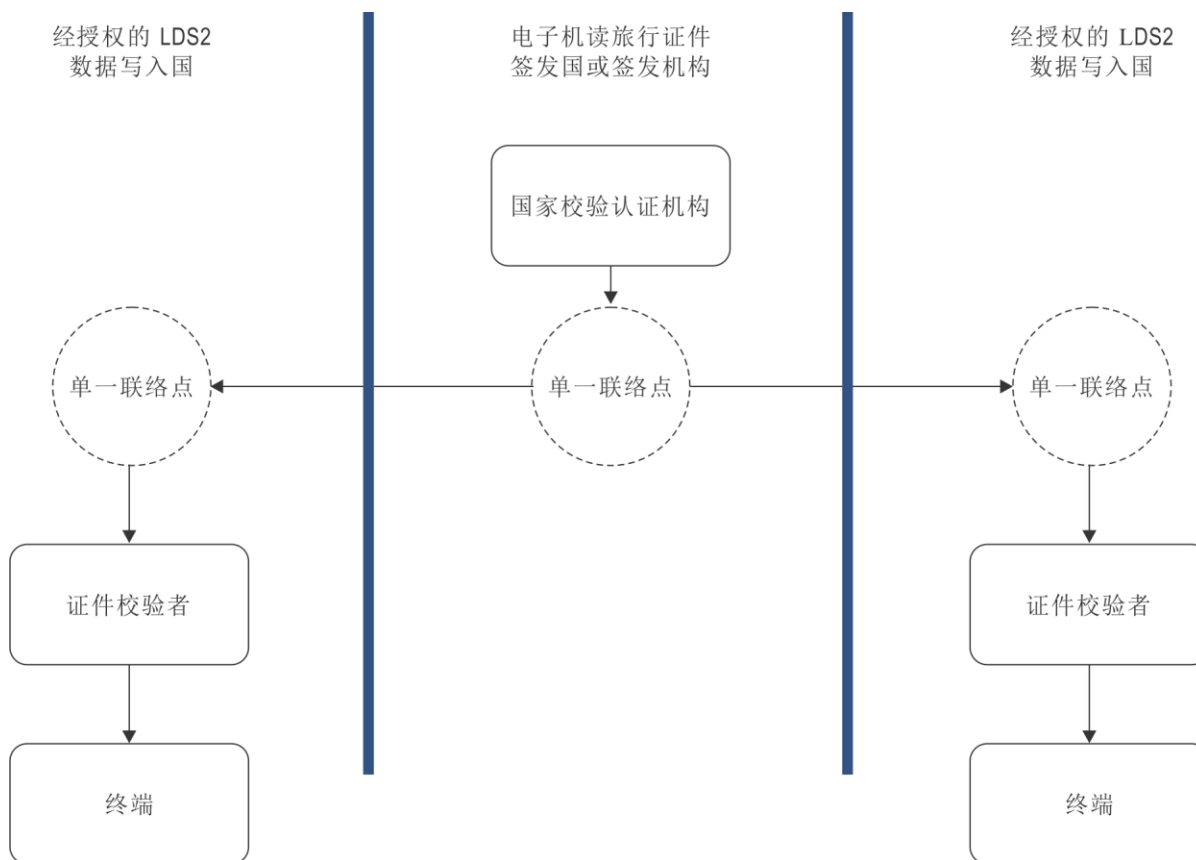 经授权的 LDS2
数据写入国
电子机读旅行证件
签发国或签发机构
经授权的 LDS2
数据写入国
国家校验认证机构
单一联络点
单一联络点
单一联络点
证件校验者
证件校验者
终端
终端